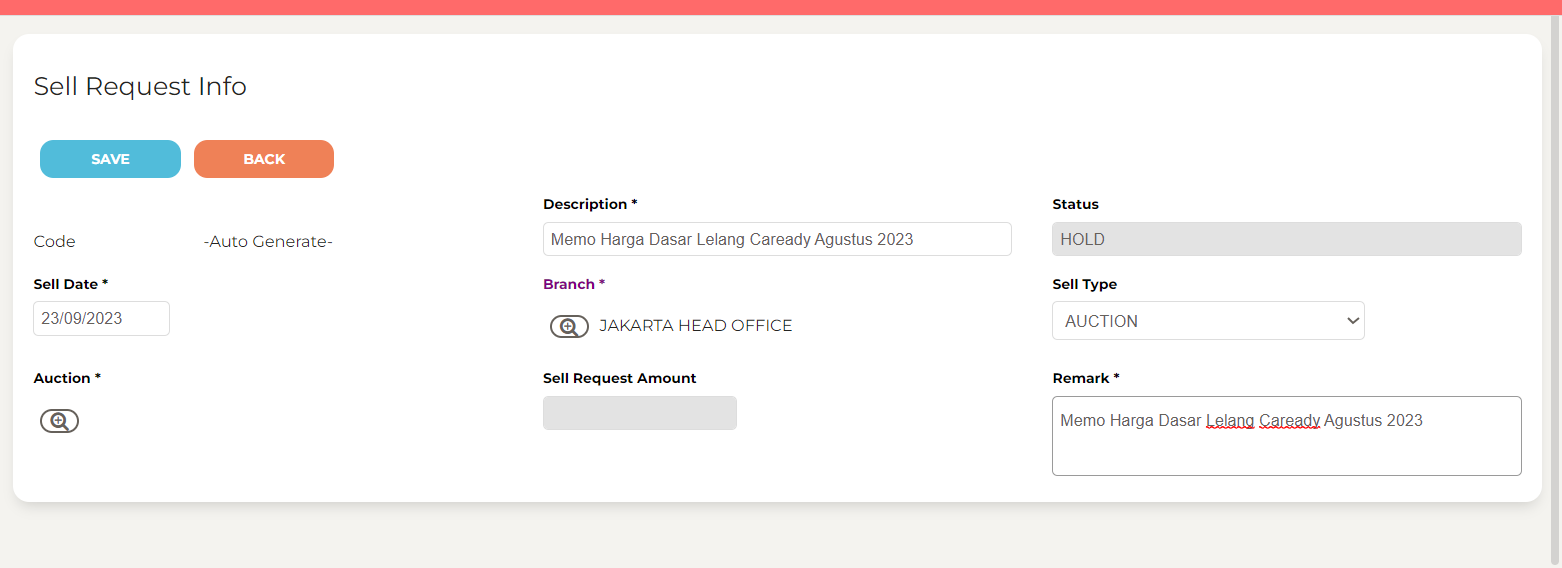 Sell Request Info
SAVE BACK
Description * Status
Code -Auto Generate- Memo Harga Dasar Lelang Caready Agustus 2023 HOLD
Sell Date * Branch * Sell Type
23/09/2023 JAKARTA HEAD OFFICE AUCTION
Auction * Sell Request Amount Remark *
Memo Harga Dasar Lelang Caready Agustus 2023